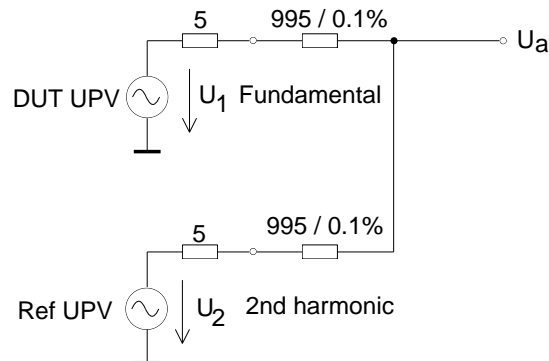 5 995 / 0.1%
Ua
DUT UPV U1 Fundamental
5 995 / 0.1%
Ref UPV U2 2nd harmonic